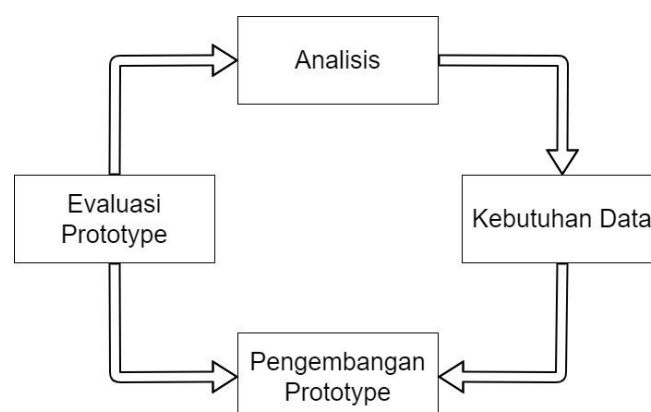 Analisis
Evaluasi
Prototype
Kebutuhan Data
Pengembangan
Prototype